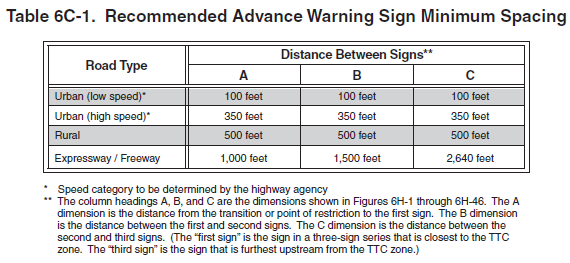 Table 6C-1. Recommended Advance Warning Sign Minimum Spacing
Road Type
Distance Between Signs**
A B C
Urban (low speed)* 100 feet 100 feet 100 feet
Urban (high speed)* 350 feet 350 feet 350 feet
Rural 500 feet 500 feet 500 feet
Expressway / Freeway 1,000 feet 1,500 feet 2,640 feet
* Speed category to be determined by the highway agency
** The column headings A, B, and C are the dimensions shown in Figures 6H-1 through 6H-46. The A
dimension is the distance from the transition or point of restriction to the first sign. The B dimension
is the distance between the first and second signs. The C dimension is the distance between the
second and third signs. (The “first sign” is the sign in a three-sign series that is closest to the TTC
zone. The “third sign” is the sign that is furthest upstream from the TTC zone.)